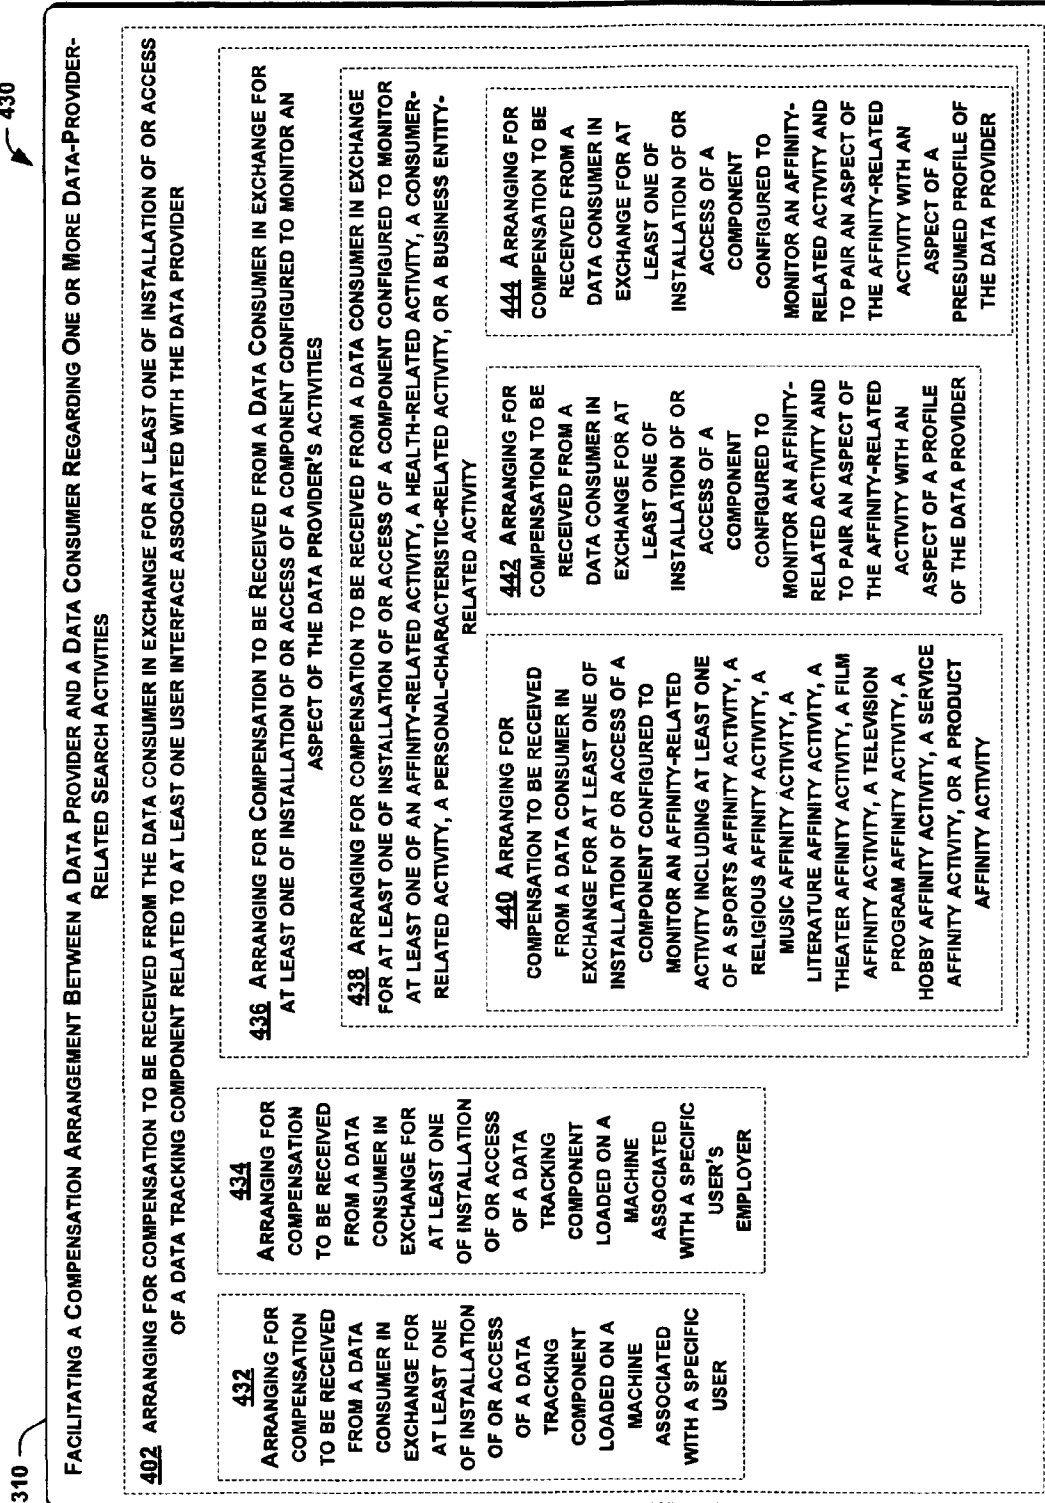 310
430
FACILITATING A COMPENSATION ARRANGEMENT BETWEEN A DATA PROVIDER AND A DATA CONSUMER REGARDING ONE OR MORE DATA-PROVIDER-
RELATED SEARCH ACTIVITIES
402 ARRANGING FOR COMPENSATION TO BE RECEIVED FROM THE DATA CONSUMER IN EXCHANGE FOR AT LEAST ONE OF INSTALLATION OF OR ACCESS
OF A DATA TRACKING COMPONENT RELATED TO AT LEAST ONE USER INTERFACE ASSOCIATED WITH THE DATA PROVIDER
432
ARRANGING FOR
COMPENSATION
TO BE RECEIVED
FROM A DATA
CONSUMER IN
EXCHANGE FOR
AT LEAST ONE
OF INSTALLATION
OF OR ACCESS
OF A DATA
TRACKING
COMPONENT
LOADED ON A
MACHINE
ASSOCIATED
WITH A SPECIFIC
USER
434
ARRANGING FOR
COMPENSATION
TO BE RECEIVED
FROM A DATA
CONSUMER IN
EXCHANGE FOR
AT LEAST ONE
OF INSTALLATION
OF OR ACCESS
OF A DATA
TRACKING
COMPONENT
LOADED ON A
MACHINE
ASSOCIATED
WITH A SPECIFIC
USER'S
EMPLOYER
436 ARRANGING FOR COMPENSATION TO BE RECEIVED FROM A DATA CONSUMER IN EXCHANGE FOR
AT LEAST ONE OF INSTALLATION OF OR ACCESS OF A COMPONENT CONFIGURED TO MONITOR AN
ASPECT OF THE DATA PROVIDER'S ACTIVITIES
438 ARRANGING FOR COMPENSATION TO BE RECEIVED FROM A DATA CONSUMER IN EXCHANGE
FOR AT LEAST ONE OF INSTALLATION OF OR ACCESS OF A COMPONENT CONFIGURED TO MONITOR
AT LEAST ONE OF AN AFFINITY-RELATED ACTIVITY, A HEALTH-RELATED ACTIVITY, A CONSUMER-
RELATED ACTIVITY, A PERSONAL-CHARACTERISTIC-RELATED ACTIVITY, OR A BUSINESS ENTITY-
RELATED ACTIVITY
440 ARRANGING FOR
COMPENSATION TO BE RECEIVED
FROM A DATA CONSUMER IN
EXCHANGE FOR AT LEAST ONE OF
INSTALLATION OF OR ACCESS OF A
COMPONENT CONFIGURED TO
MONITOR AN AFFINITY-RELATED
ACTIVITY INCLUDING AT LEAST ONE
OF A SPORTS AFFINITY ACTIVITY, A
RELIGIOUS AFFINITY ACTIVITY, A
MUSIC AFFINITY ACTIVITY, A
LITERATURE AFFINITY ACTIVITY, A
THEATER AFFINITY ACTIVITY, A FILM
AFFINITY ACTIVITY, A TELEVISION
PROGRAM AFFINITY ACTIVITY, A
HOBBY AFFINITY ACTIVITY, A SERVICE
AFFINITY ACTIVITY, OR A PRODUCT
AFFINITY ACTIVITY
442 ARRANGING FOR
COMPENSATION TO BE
RECEIVED FROM A
DATA CONSUMER IN
EXCHANGE FOR AT
LEAST ONE OF
INSTALLATION OF OR
ACCESS OF A
COMPONENT
CONFIGURED TO
MONITOR AN AFFINITY-
RELATED ACTIVITY AND
TO PAIR AN ASPECT OF
THE AFFINITY-RELATED
ACTIVITY WITH AN
ASPECT OF A PROFILE
OF THE DATA PROVIDER
444 ARRANGING FOR
COMPENSATION TO BE
RECEIVED FROM A
DATA CONSUMER IN
EXCHANGE FOR AT
LEAST ONE OF
INSTALLATION OF OR
ACCESS OF A
COMPONENT
CONFIGURED TO
MONITOR AN AFFINITY-
RELATED ACTIVITY AND
TO PAIR AN ASPECT OF
THE AFFINITY-RELATED
ACTIVITY WITH AN
ASPECT OF A
PRESUMED PROFILE OF
THE DATA PROVIDER